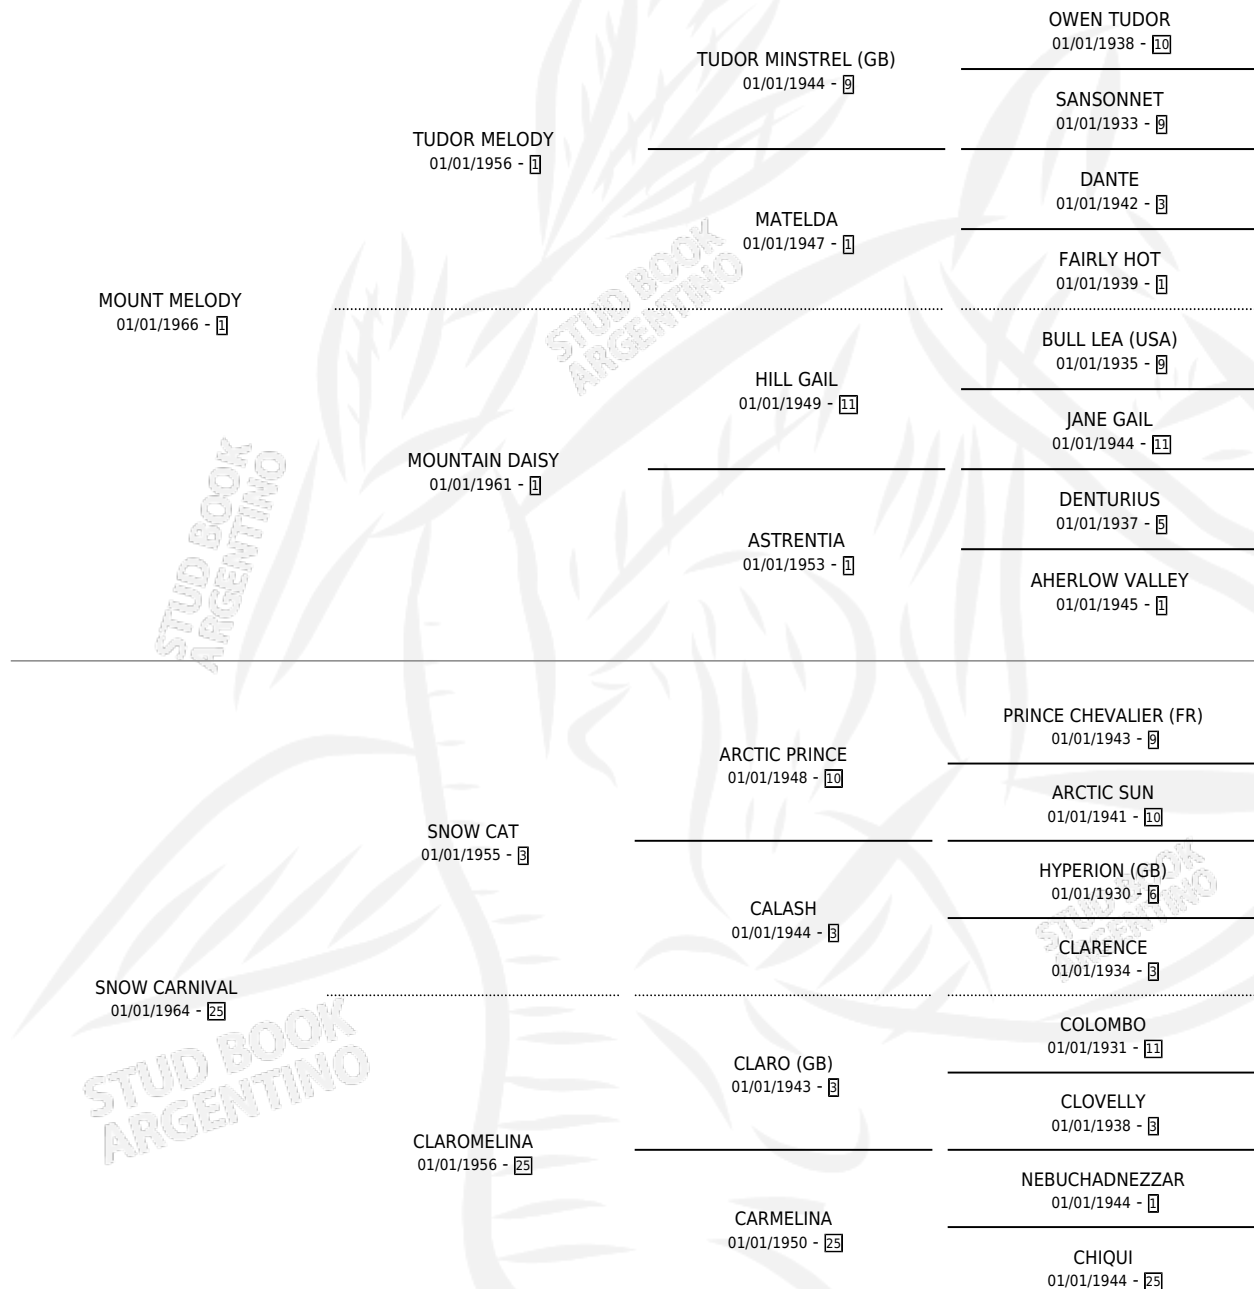 OWEN TUDOR
01/01/1938 - 10
TUDOR MINSTREL (GB)
01/01/1944 - 9
SANSONNET
01/01/1933 - 9
TUDOR MELODY
01/01/1956 - 1
DANTE
01/01/1942 - 3
MATELDA
01/01/1947 - 1
FAIRLY HOT
01/01/1939 - 1
MOUNT MELODY
01/01/1966 - 1
BULL LEA (USA)
01/01/1935 - 9
HILL GAIL
01/01/1949 - 11
JANE GAIL
01/01/1944 - 11
MOUNTAIN DAISY
01/01/1961 - 1
DENTURIUS
01/01/1937 - 5
ASTRENTIA
01/01/1953 - 1
AHERLOW VALLEY
01/01/1945 - 1
PRINCE CHEVALIER (FR)
01/01/1943 - 9
ARCTIC PRINCE
01/01/1948 - 10
ARCTIC SUN
01/01/1941 - 10
SNOW CAT
01/01/1955 - 3
HYPERION (GB)
01/01/1930 - 6
CALASH
01/01/1944 - 3
CLARENCE
01/01/1934 - 3
SNOW CARNIVAL
01/01/1964 - 25
COLOMBO
01/01/1931 - 11
CLARO (GB)
01/01/1943 - 3
CLOVELLY
01/01/1938 - 3
CLAROMELINA
01/01/1956 - 25
NEBUCHADNEZZAR
01/01/1944 - 1
CARMELINA
01/01/1950 - 25
CHIQUI
01/01/1944 - 25
STUD BOOK
ARGENTINO
STUD BOOK
ARGENTINO
STUD BOOK
ARGENTINO
STUD BOOK
ARGENTINO